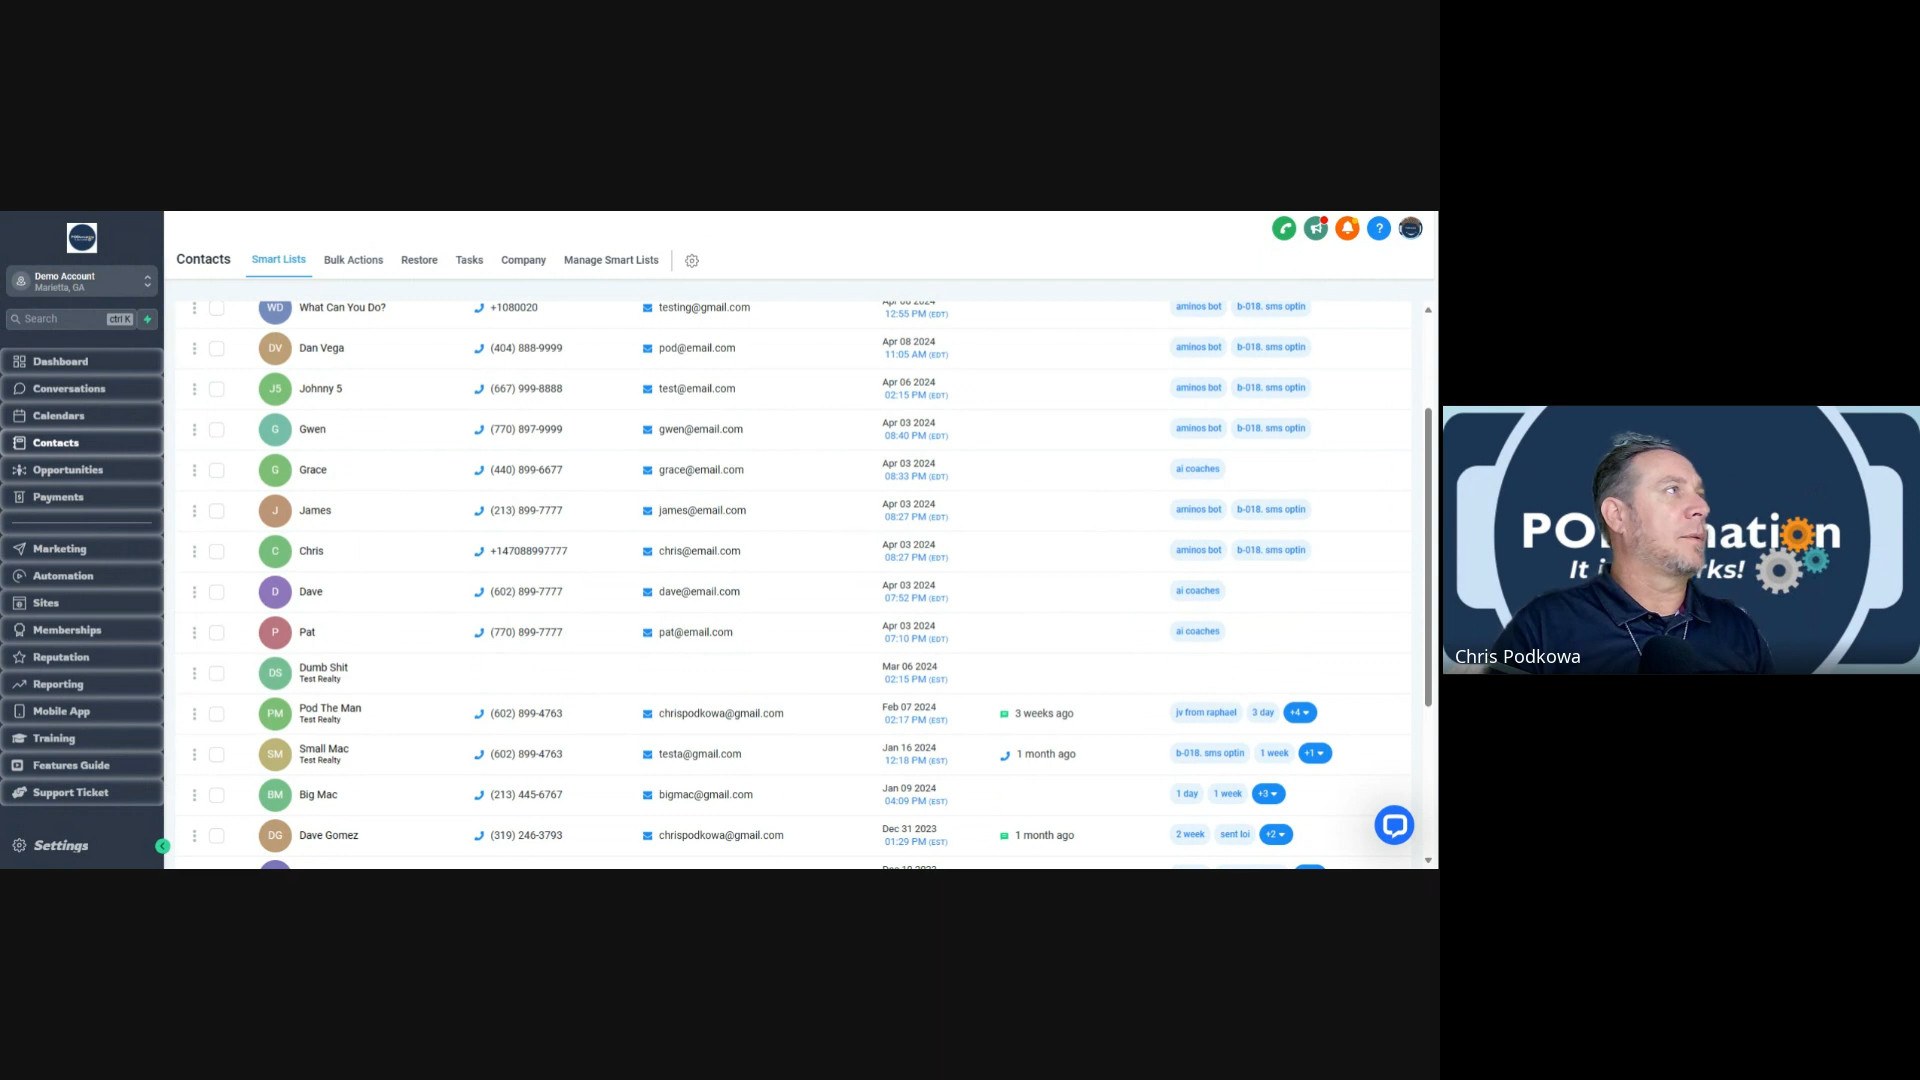 Demo Account
Marietta, GA
Search
ctrl K
Dashboard
Conversations
Calendars
Contacts
Opportunities
Payments
Marketing
Automation
Sites
Memberships
Reputation
Reporting
Mobile App
Training
Features Guide
Support Ticket
Settings
Contacts Smart Lists Bulk Actions Restore Tasks Company Manage Smart Lists
WD What Can You Do? +1080020 testing@gmail.com Apr 08 2024 aminos bot b-018. sms optin
12:55 PM (EDT)
DV Dan Vega (404) 888-9999 pod@email.com Apr 08 2024 aminos bot b-018. sms optin
11:05 AM (EDT)
J5 Johnny 5 (667) 999-8888 test@email.com Apr 06 2024 aminos bot b-018. sms optin
02:15 PM (EDT)
G Gwen (770) 897-9999 gwen@email.com Apr 03 2024 aminos bot b-018. sms optin
08:40 PM (EDT)
G Grace (440) 899-6677 grace@email.com Apr 03 2024 ai coaches
08:33 PM (EDT)
J James (213) 899-7777 james@email.com Apr 03 2024 aminos bot b-018. sms optin
08:27 PM (EDT)
C Chris +147088997777 chris@email.com Apr 03 2024 aminos bot b-018. sms optin
08:27 PM (EDT)
D Dave (602) 899-7777 dave@email.com Apr 03 2024 ai coaches
07:52 PM (EDT)
P Pat (770) 899-7777 pat@email.com Apr 03 2024 ai coaches
07:10 PM (EDT)
DS Dumb Shit Mar 06 2024
Test Realty 02:15 PM (EST)
PM Pod The Man (602) 899-4763 chrispodkowa@gmail.com Feb 07 2024 3 weeks ago jv from raphael 3 day +4
Test Realty 02:17 PM (EST)
SM Small Mac (602) 899-4763 testa@gmail.com Jan 16 2024 1 month ago b-018. sms optin 1 week +1
Test Realty 12:18 PM (EST)
BM Big Mac (213) 445-6767 bigmac@gmail.com Jan 09 2024 1 day 1 week +3
04:09 PM (EST)
DG Dave Gomez (319) 246-3793 chrispodkowa@gmail.com Dec 31 2023 1 month ago 2 week sent loi +2
01:29 PM (EST)
?
Chris Podkowa